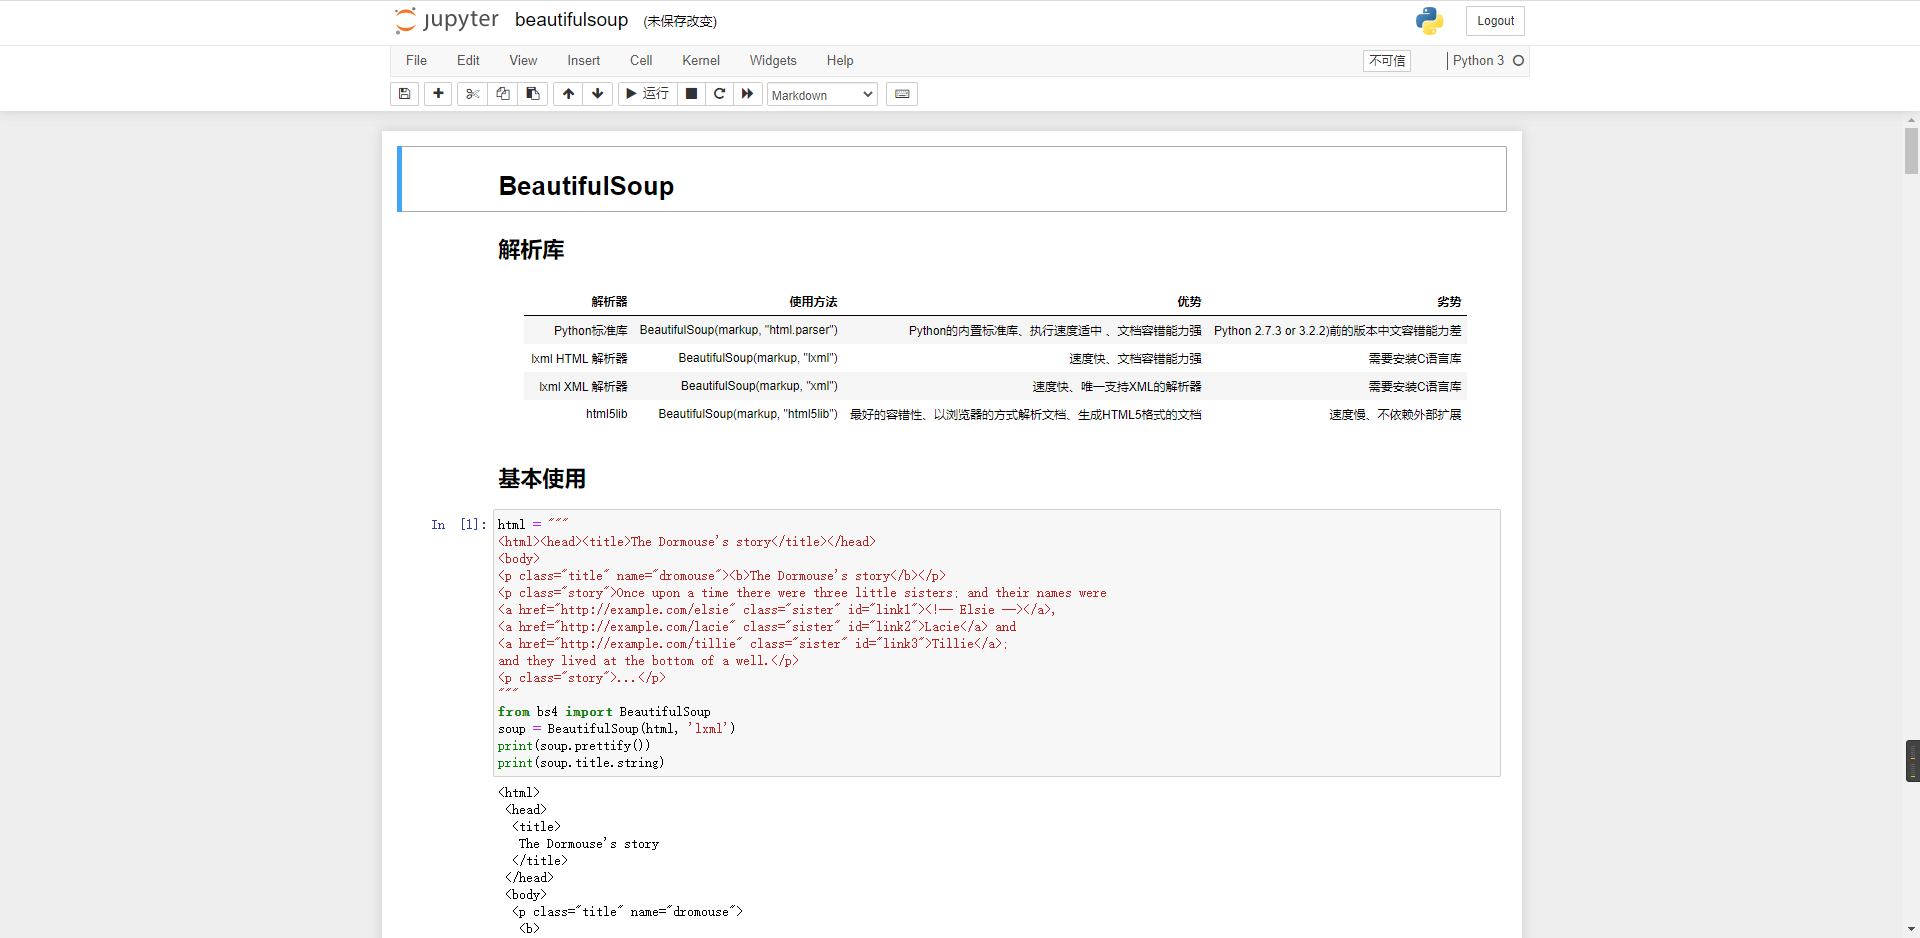 jupyter beautifulsoup (未保存改变) Logout
File Edit View Insert Cell Kernel Widgets Help 不可信 Python 3
运行 Markdown
BeautifulSoup
解析库
解析器 使用方法 优势 劣势
Python标准库 BeautifulSoup(markup, "html.parser") Python的内置标准库、执行速度适中 、文档容错能力强 Python 2.7.3 or 3.2.2)前的版本中文容错能力差
lxml HTML 解析器 BeautifulSoup(markup, "lxml") 速度快、文档容错能力强 需要安装C语言库
lxml XML 解析器 BeautifulSoup(markup, "xml") 速度快、唯一支持XML的解析器 需要安装C语言库
html5lib BeautifulSoup(markup, "html5lib") 最好的容错性、以浏览器的方式解析文档、生成HTML5格式的文档 速度慢、不依赖外部扩展
基本使用
In [1]: html = """
<html><head><title>The Dormouse's story</title></head>
<body>
<p class="title" name="dromouse"><b>The Dormouse's story</b></p>
<p class="story">Once upon a time there were three little sisters; and their names were
<a href="http://example.com/elsie" class="sister" id="link1"><!-- Elsie --></a>,
<a href="http://example.com/lacie" class="sister" id="link2">Lacie</a> and
<a href="http://example.com/tillie" class="sister" id="link3">Tillie</a>;
and they lived at the bottom of a well.</p>
<p class="story">...</p>
"""
from bs4 import BeautifulSoup
soup = BeautifulSoup(html, 'lxml')
print(soup.prettify())
print(soup.title.string)
<html>
<head>
<title>
The Dormouse's story
</title>
</head>
<body>
<p class="title" name="dromouse">
<b>